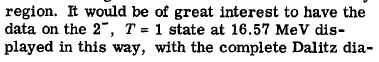 region. It would be of great interest to have the
data on the 2⁻, T = 1 state at 16.57 MeV dis-
played in this way, with the complete Dalitz dia-